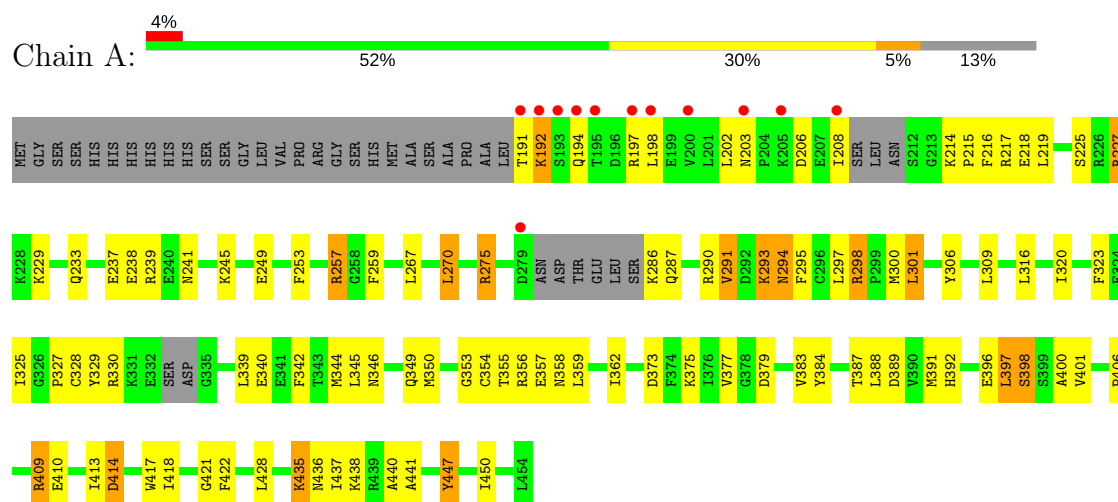 4%
Chain A:
52% 30% 5% 13%
MET GLY SER SER HIS HIS HIS HIS HIS HIS SER SER GLY LEU VAL PRO ARG GLY SER HIS MET ALA SER ALA PRO ALA LEU T191 K192 S193 Q194 T195 D196 R197 L198 E199 V200 L201 L202 N203 P204 K205 D206 E207 I208 SER LEU ASN S212 G213 K214 P215 F216 R217 E218 L219 S225 R226 R227
K228 K229 Q233 E237 E238 R239 E240 N241 K245 E249 F253 R257 G258 F259 L267 L270 R275 D279 ASN ASP THR GLU LEU SER K286 Q287 R290 V291 D292 K293 N294 F295 C296 L297 R298 P299 M300 L301 Y306 L309 L316 I320 F323
I325 G326 P327 C328 Y329 R330 K331 E332 SER ASP G335 L339 E340 E341 F342 T343 M344 L345 N346 Q349 M350 G353 C354 T355 R356 E357 N358 L359 I362 D373 F374 K375 I376 V377 G378 D379 V383 Y384 T387 L388 D389 V390 M391 H392 E396 L397 S398 S399 A400 V401
R409 E410 I413 D414 W417 I418 G421 F422 L428 K435 N436 I437 K438 R439 A440 A441 Y447 I450 L454